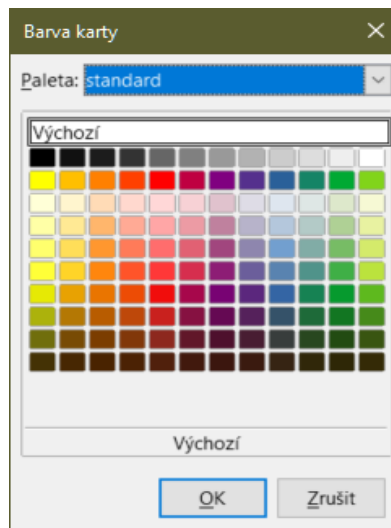 Barva karty
Paleta: standard
Výchozí
Výchozí
OK
Zrušit